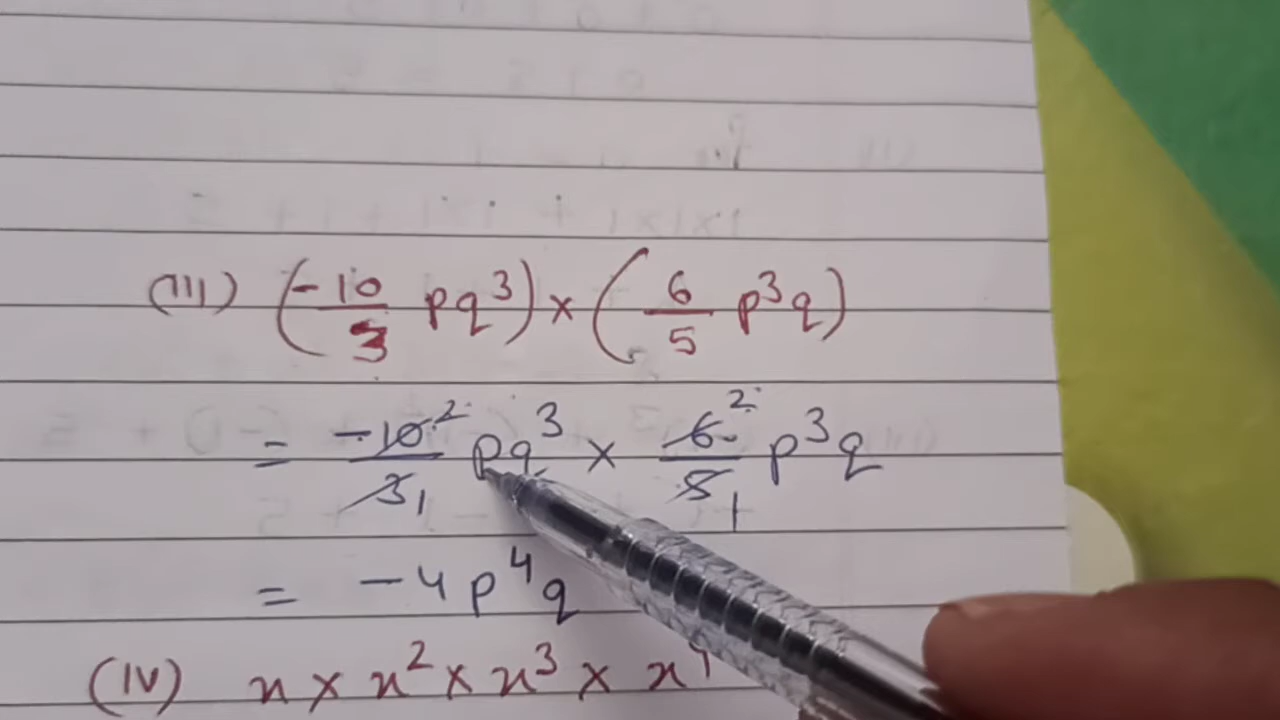 (III) (-10/3 pq³) × (6/5 p³q)
= -10² / 3₁ pq³ × 6² / 5₁ p³q
= -4p⁴q
(IV) x × x² × x³ × x⁴